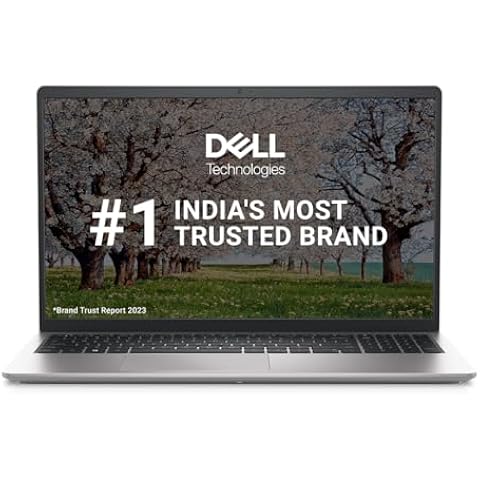 DELL
Technologies
#1 INDIA'S MOST
TRUSTED BRAND
*Brand Trust Report 2023